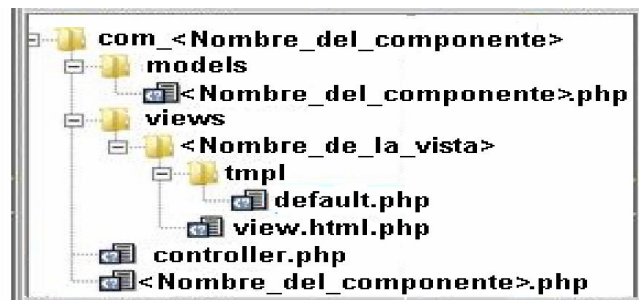 com_<Nombre_del_componente>
models
<Nombre_del_componente>.php
views
<Nombre_de_la_vista>
tmpl
default.php
view.html.php
controller.php
<Nombre_del_componente>.php